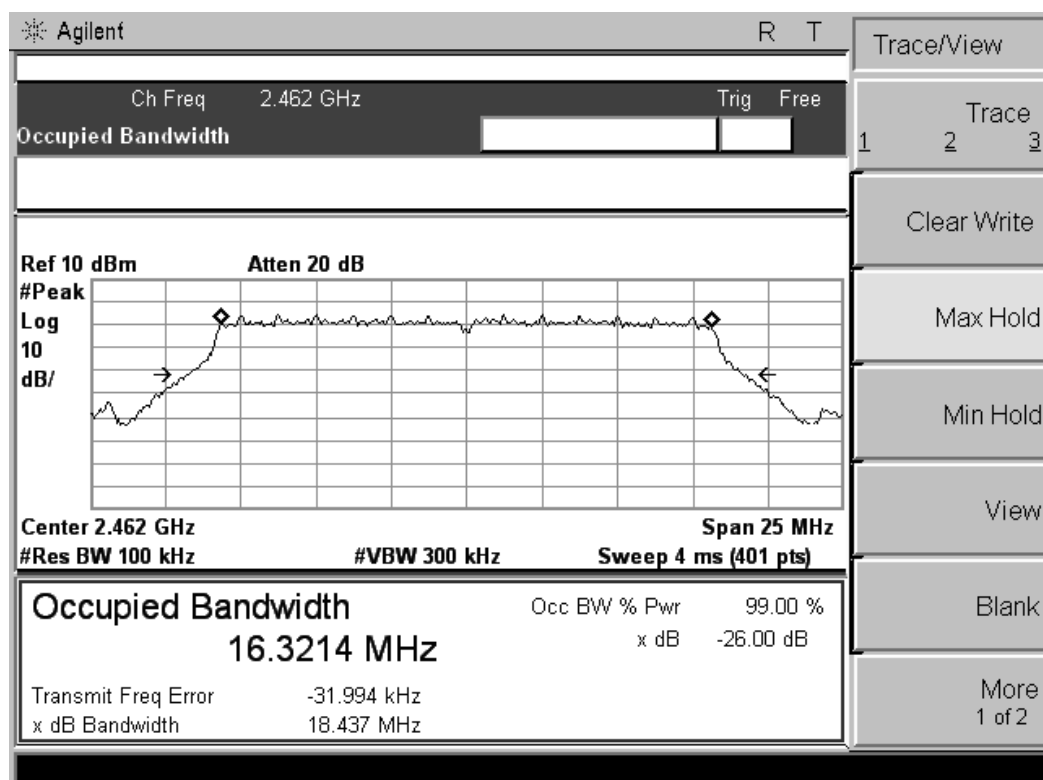 Agilent R T
Trace/View
Ch Freq 2.462 GHz Trig Free
Occupied Bandwidth
Trace
1 2 3
Clear Write
Max Hold
Min Hold
View
Blank
More
1 of 2
Ref 10 dBm Atten 20 dB
#Peak
Log
10
dB/
Center 2.462 GHz Span 25 MHz
#Res BW 100 kHz #VBW 300 kHz Sweep 4 ms (401 pts)
Occupied Bandwidth Occ BW % Pwr 99.00 %
16.3214 MHz x dB -26.00 dB
Transmit Freq Error -31.994 kHz
x dB Bandwidth 18.437 MHz